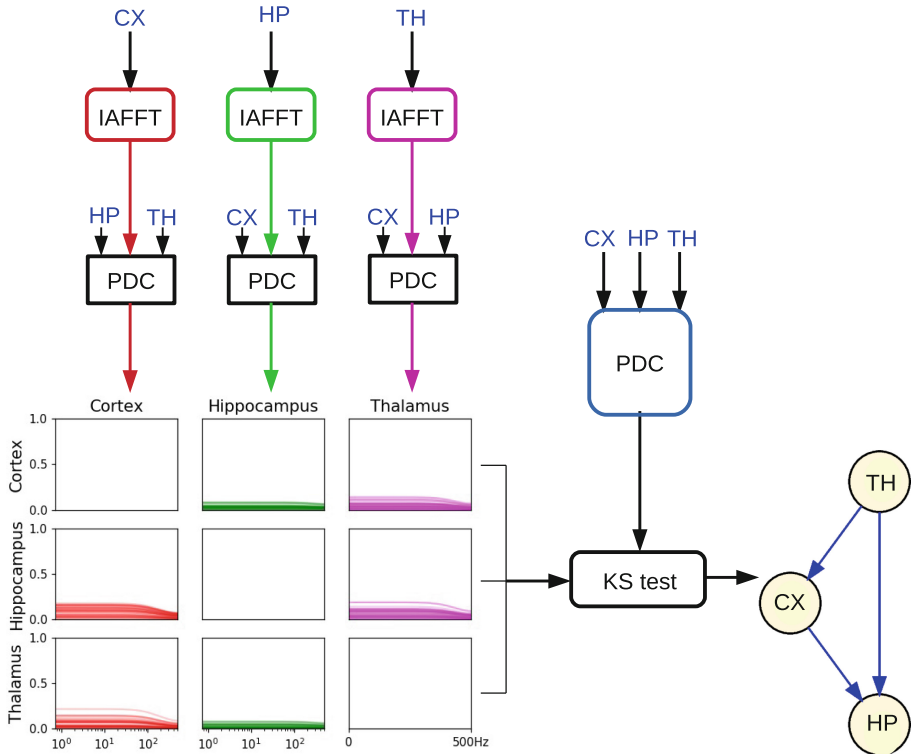 CX HP TH
IAFFT IAFFT IAFFT
HP TH CX TH CX HP
PDC PDC PDC
CX HP TH
PDC
Cortex Hippocampus Thalamus
Cortex
1.0
0.5
0.0
Hippocampus
1.0
0.5
0.0
Thalamus
1.0
0.5
0.0
10⁰ 10¹ 10² 10⁰ 10¹ 10² 0 500Hz
KS test
TH
CX
HP